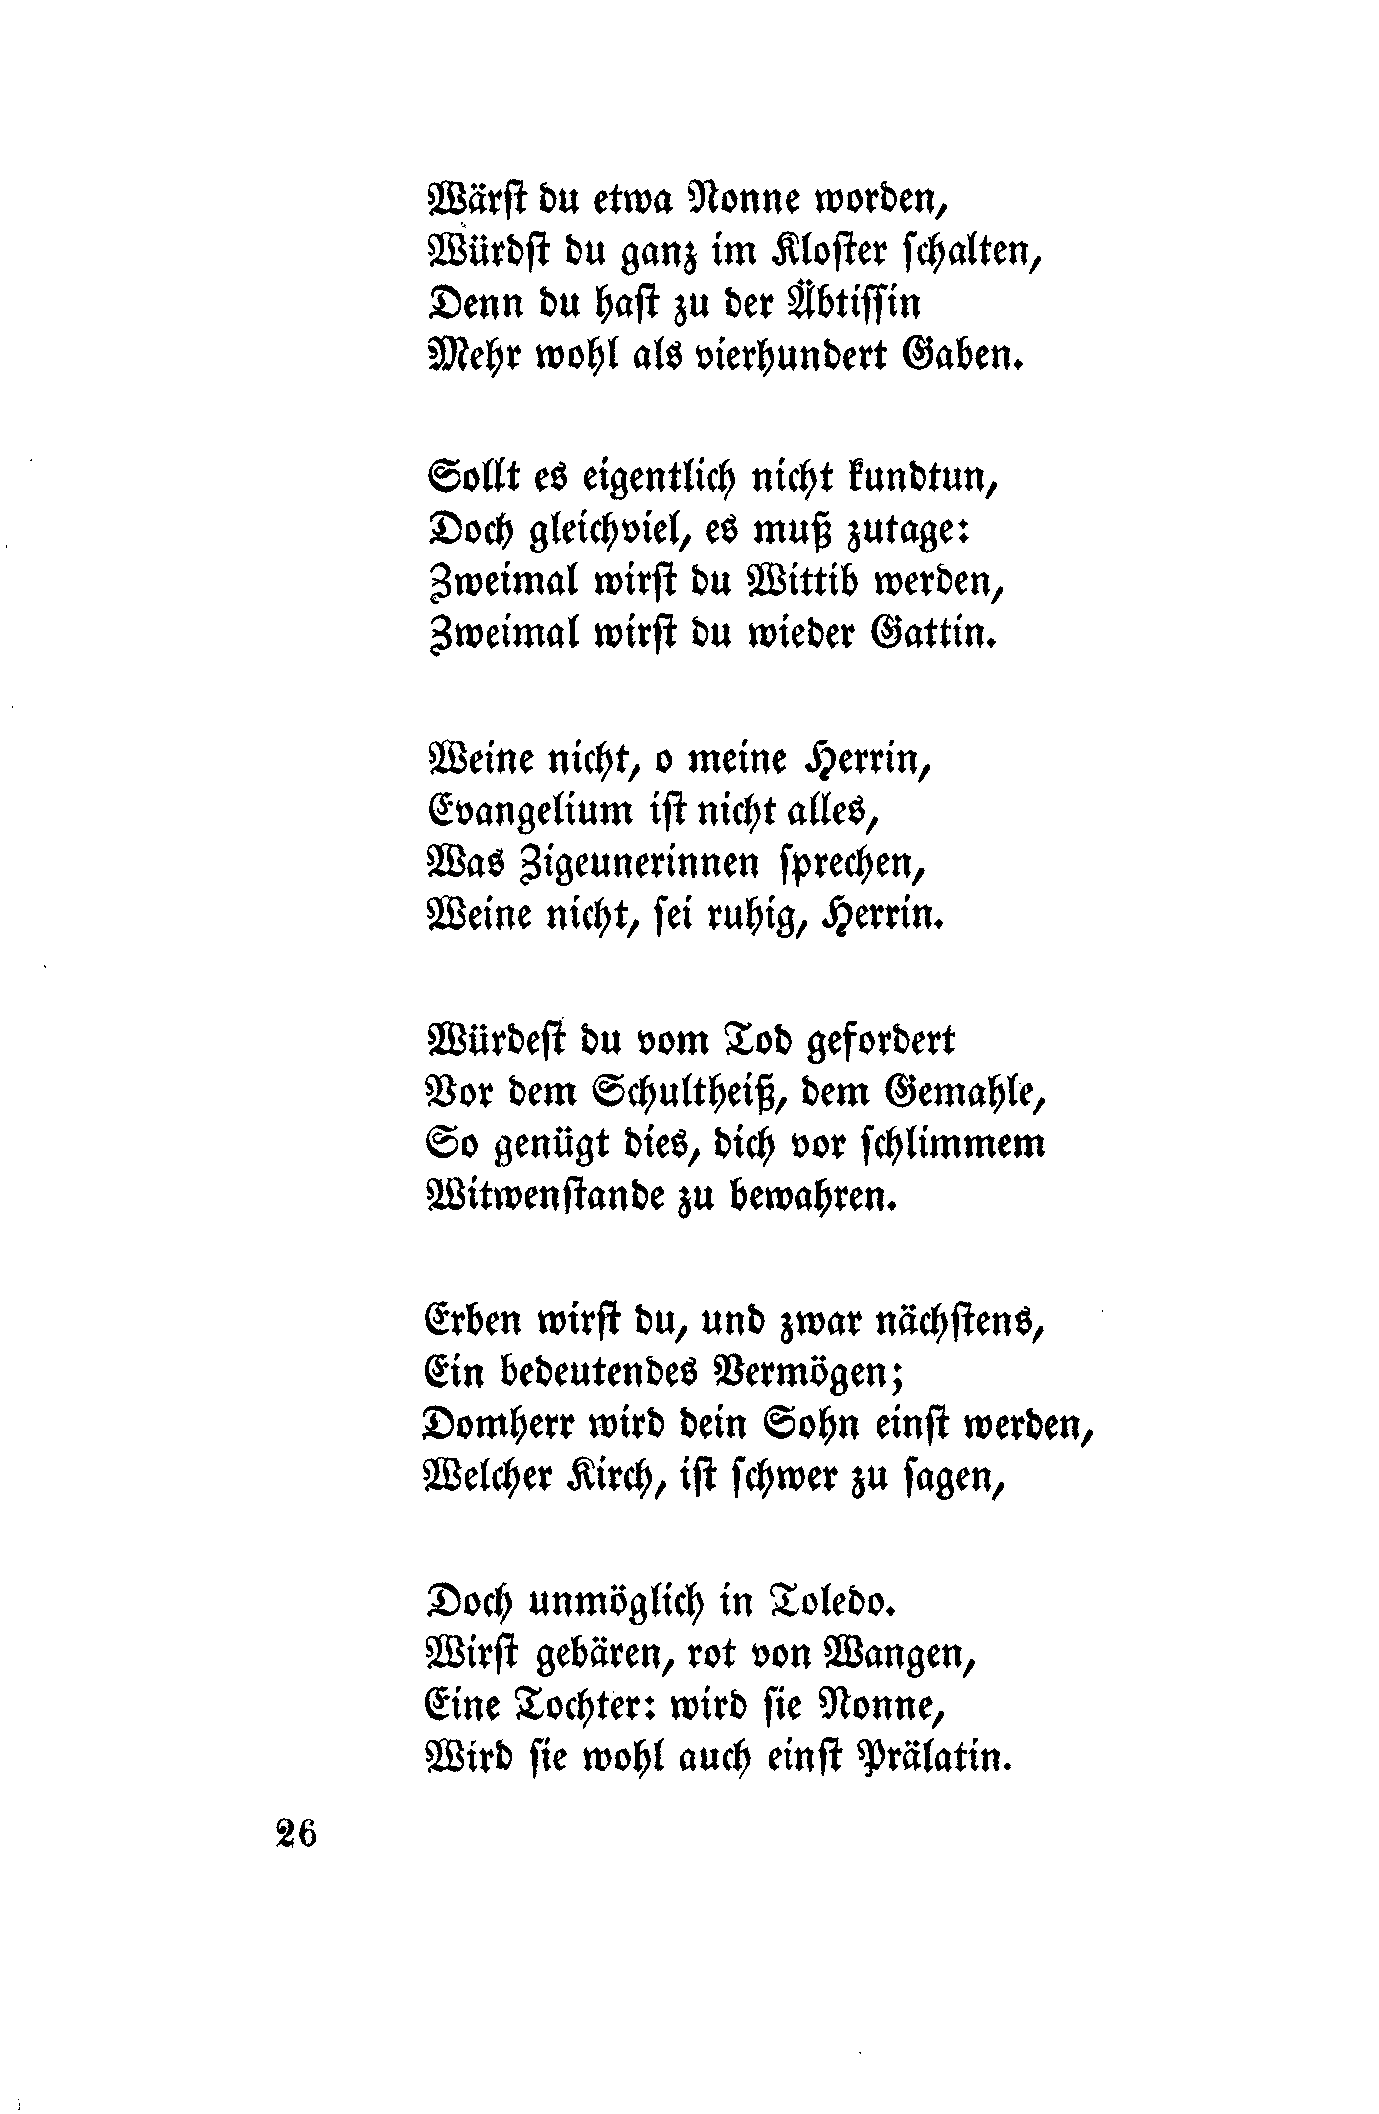 Wärst du etwa Nonne worden,
Würdst du ganz im Kloster schalten,
Denn du hast zu der Äbtissin
Mehr wohl als vierhundert Gaben.
Sollt es eigentlich nicht kundtun,
Doch gleichviel, es muß zutage:
Zweimal wirst du Wittib werden,
Zweimal wirst du wieder Gattin.
Weine nicht, o meine Herrin,
Evangelium ist nicht alles,
Was Zigeunerinnen sprechen,
Weine nicht, sei ruhig, Herrin.
Würdest du vom Tod gefordert
Vor dem Schultheiß, dem Gemahle,
So genügt dies, dich vor schlimmem
Witwenstande zu bewahren.
Erben wirst du, und zwar nächstens,
Ein bedeutendes Vermögen;
Domherr wird dein Sohn einst werden,
Welcher Kirch, ist schwer zu sagen,
Doch unmöglich in Toledo.
Wirst gebären, rot von Wangen,
Eine Tochter: wird sie Nonne,
Wird sie wohl auch einst Prälatin.
26